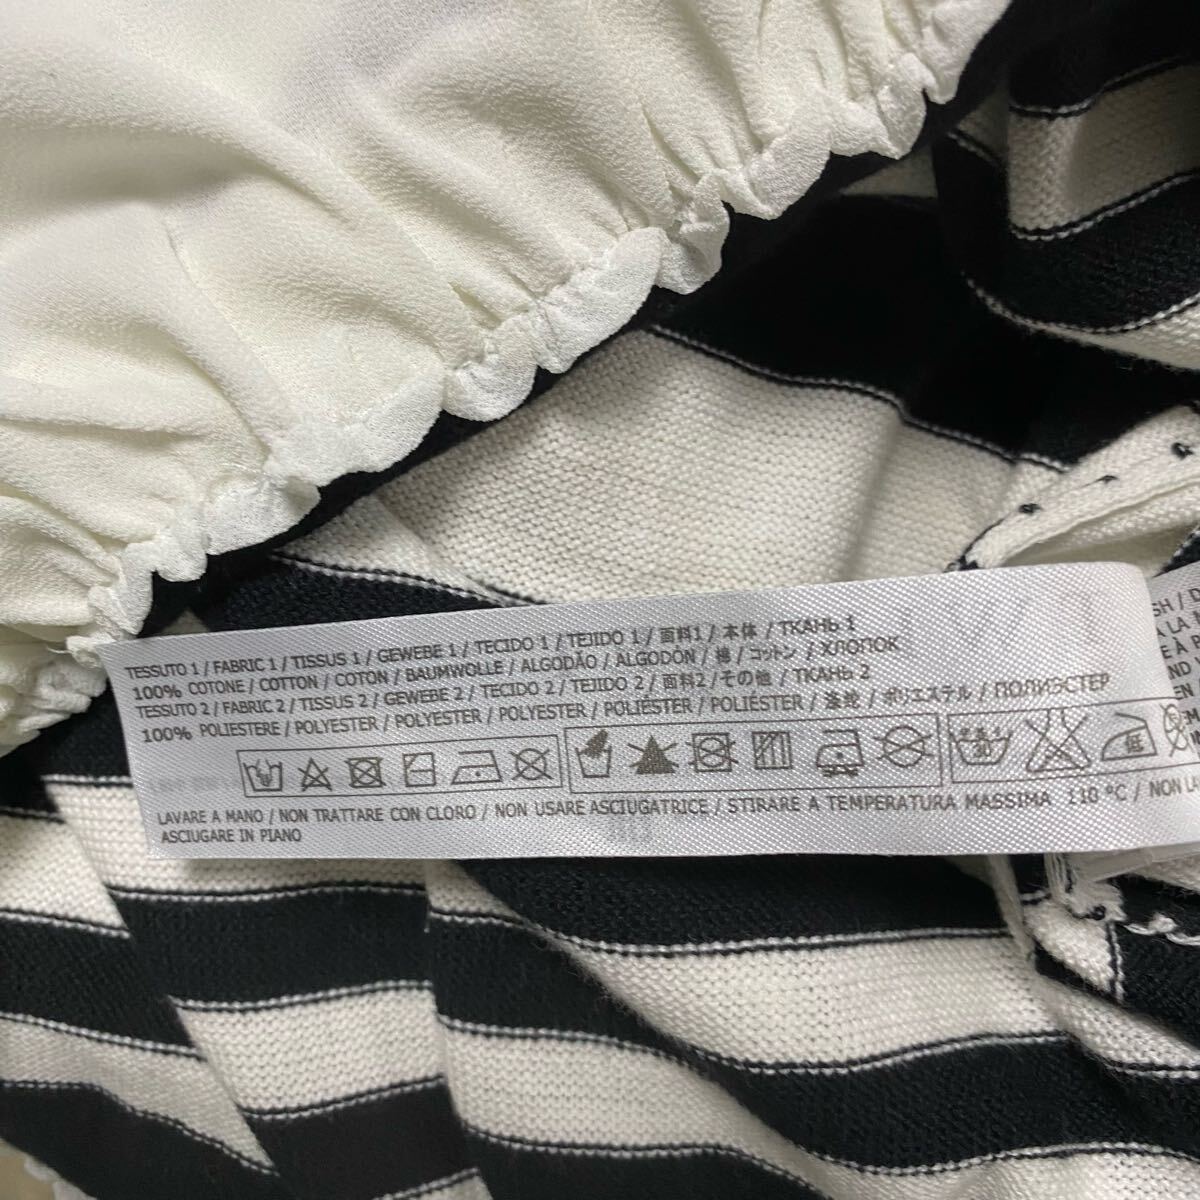 TESSUTO 1 / FABRIC 1 / TISSUS 1 / GEWEBE 1 / TECIDO 1 / TEJIDO 1 / 面料1 / 本体 / ТКАНЬ 1
100% COTONE / COTTON / COTON / BAUMWOLLE / ALGODÃO / ALGODÓN / 棉 / コットン / ХЛОПОК
TESSUTO 2 / FABRIC 2 / TISSUS 2 / GEWEBE 2 / TECIDO 2 / TEJIDO 2 / 面料2 / その他 / ТКАНЬ 2
100% POLIESTERE / POLYESTER / POLYESTER / POLYESTER / POLIÉSTER / POLIÉSTER / 涤纶 / ポリエステル / ПОЛИЭСТЕР
30 低
LAVARE A MANO / NON TRATTARE CON CLORO / NON USARE ASCIUGATRICE / STIRARE A TEMPERATURA MASSIMA 110 °C / NON
ASCIUGARE IN PIANO